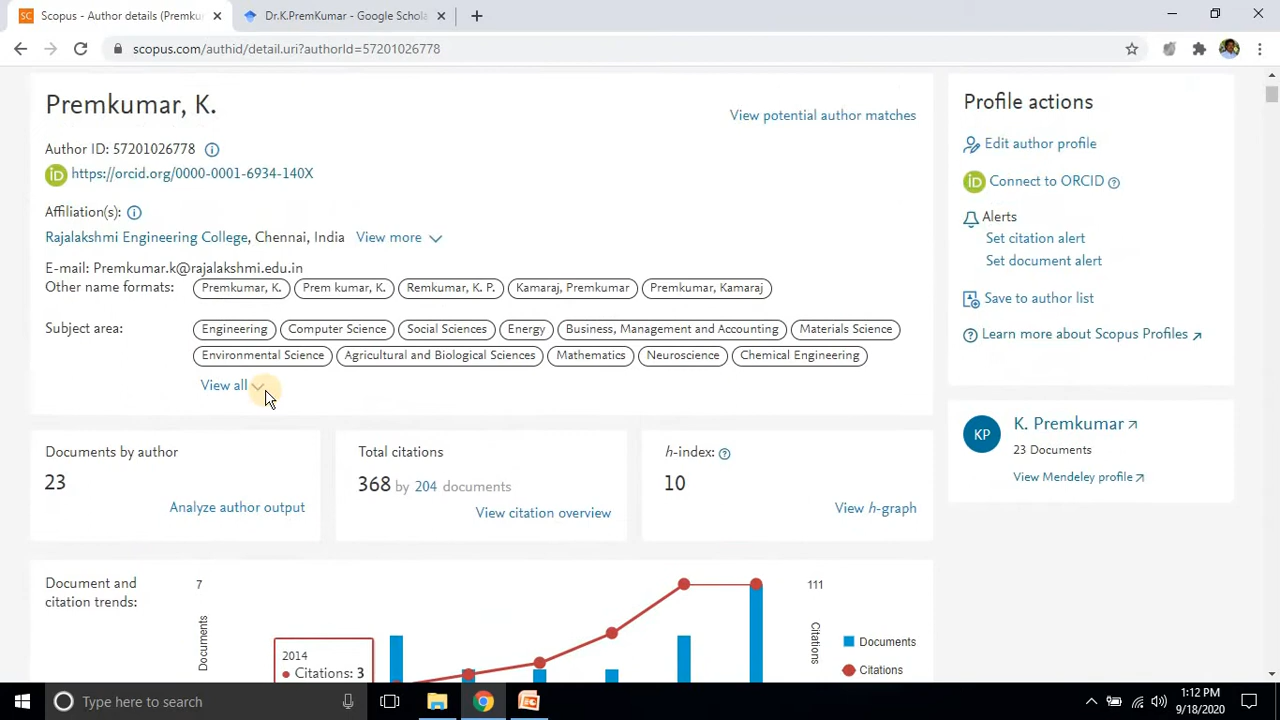 Scopus - Author details (Premku
Dr.K.PremKumar - Google Schola
scopus.com/authid/detail.uri?authorId=57201026778
Premkumar, K.
View potential author matches
Author ID: 57201026778
https://orcid.org/0000-0001-6934-140X
Affiliation(s):
Rajalakshmi Engineering College, Chennai, India View more
E-mail: Premkumar.k@rajalakshmi.edu.in
Other name formats: Premkumar, K. Prem kumar, K. Remkumar, K. P. Kamaraj, Premkumar Premkumar, Kamaraj
Subject area: Engineering Computer Science Social Sciences Energy Business, Management and Accounting Materials Science
Environmental Science Agricultural and Biological Sciences Mathematics Neuroscience Chemical Engineering
View all
Profile actions
Edit author profile
Connect to ORCID
Alerts
Set citation alert
Set document alert
Save to author list
Learn more about Scopus Profiles
KP
K. Premkumar
23 Documents
View Mendeley profile
Documents by author
23
Analyze author output
Total citations
368 by 204 documents
View citation overview
h-index:
10
View h-graph
Document and
citation trends:
7
Documents
2014
Citations: 3
111
Citations
Documents
Citations
Type here to search
1:12 PM
9/18/2020